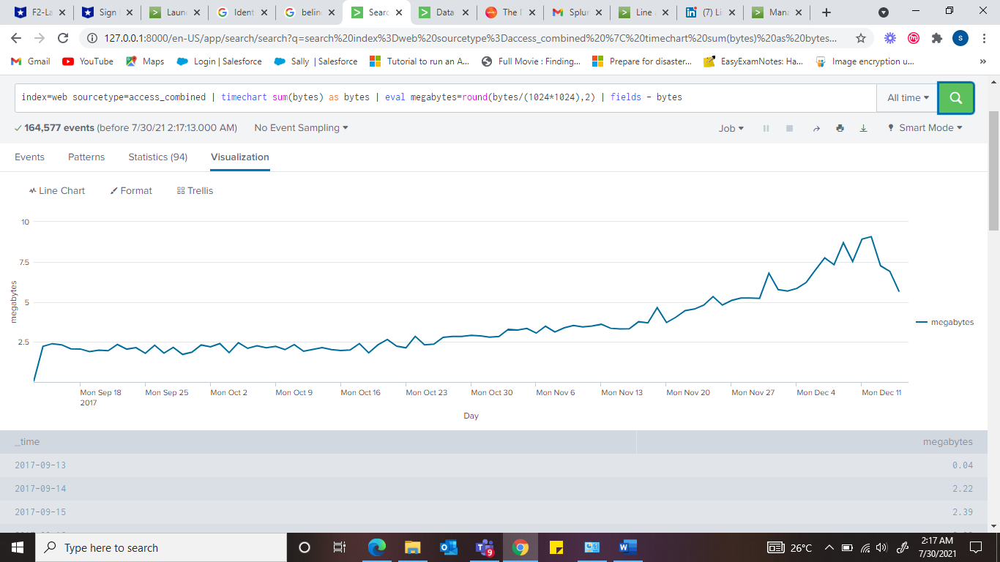 F2-La
Sign
Laun
Ident
belin
Searc
Data
The I
Splur
Line a
(7) Li
Mana
127.0.0.1:8000/en-US/app/search/search?q=search%20index%3Dweb%20sourcetype%3Daccess_combined%20%7C%20timechart%20sum(bytes)%20as%20bytes...
S
Gmail
YouTube
Maps
Login | Salesforce
Sally | Salesforce
Tutorial to run an A...
Full Movie : Finding...
Prepare for disaster...
EasyExamNotes: Ha...
Image encryption u...
index=web sourcetype=access_combined | timechart sum(bytes) as bytes | eval megabytes=round(bytes/(1024*1024),2) | fields - bytes
All time
164,577 events (before 7/30/21 2:17:13.000 AM)
No Event Sampling
Job
Smart Mode
Events
Patterns
Statistics (94)
Visualization
Line Chart
Format
Trellis
10
7.5
5
2.5
megabytes
megabytes
Mon Sep 18
2017
Mon Sep 25
Mon Oct 2
Mon Oct 9
Mon Oct 16
Mon Oct 23
Mon Oct 30
Mon Nov 6
Mon Nov 13
Mon Nov 20
Mon Nov 27
Mon Dec 4
Mon Dec 11
Day
_time megabytes
2017-09-13 0.04
2017-09-14 2.22
2017-09-15 2.39
Type here to search
9
26°C
2:17 AM
7/30/2021